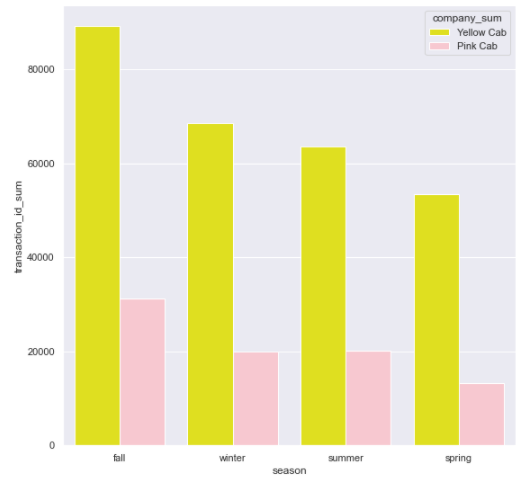 company_sum
Yellow Cab
Pink Cab
80000
60000
40000
20000
0
transaction_id_sum
fall winter summer spring
season